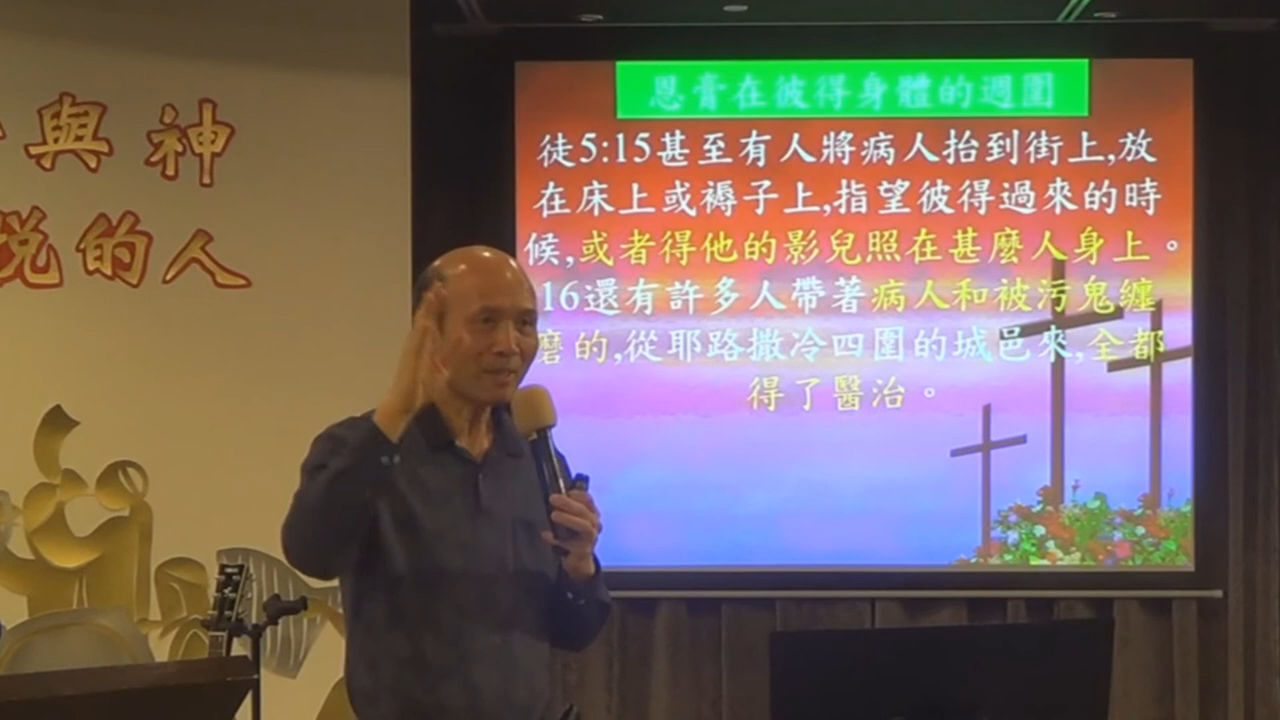 與神
悦的人
恩膏在彼得身體的週圍
徒5:15甚至有人將病人抬到街上,放
在床上或褥子上,指望彼得過來的時
候,或者得他的影兒照在甚麼人身上。
16還有許多人帶著病人和被污鬼纏
磨的,從耶路撒冷四圍的城邑來,全都
得了醫治。